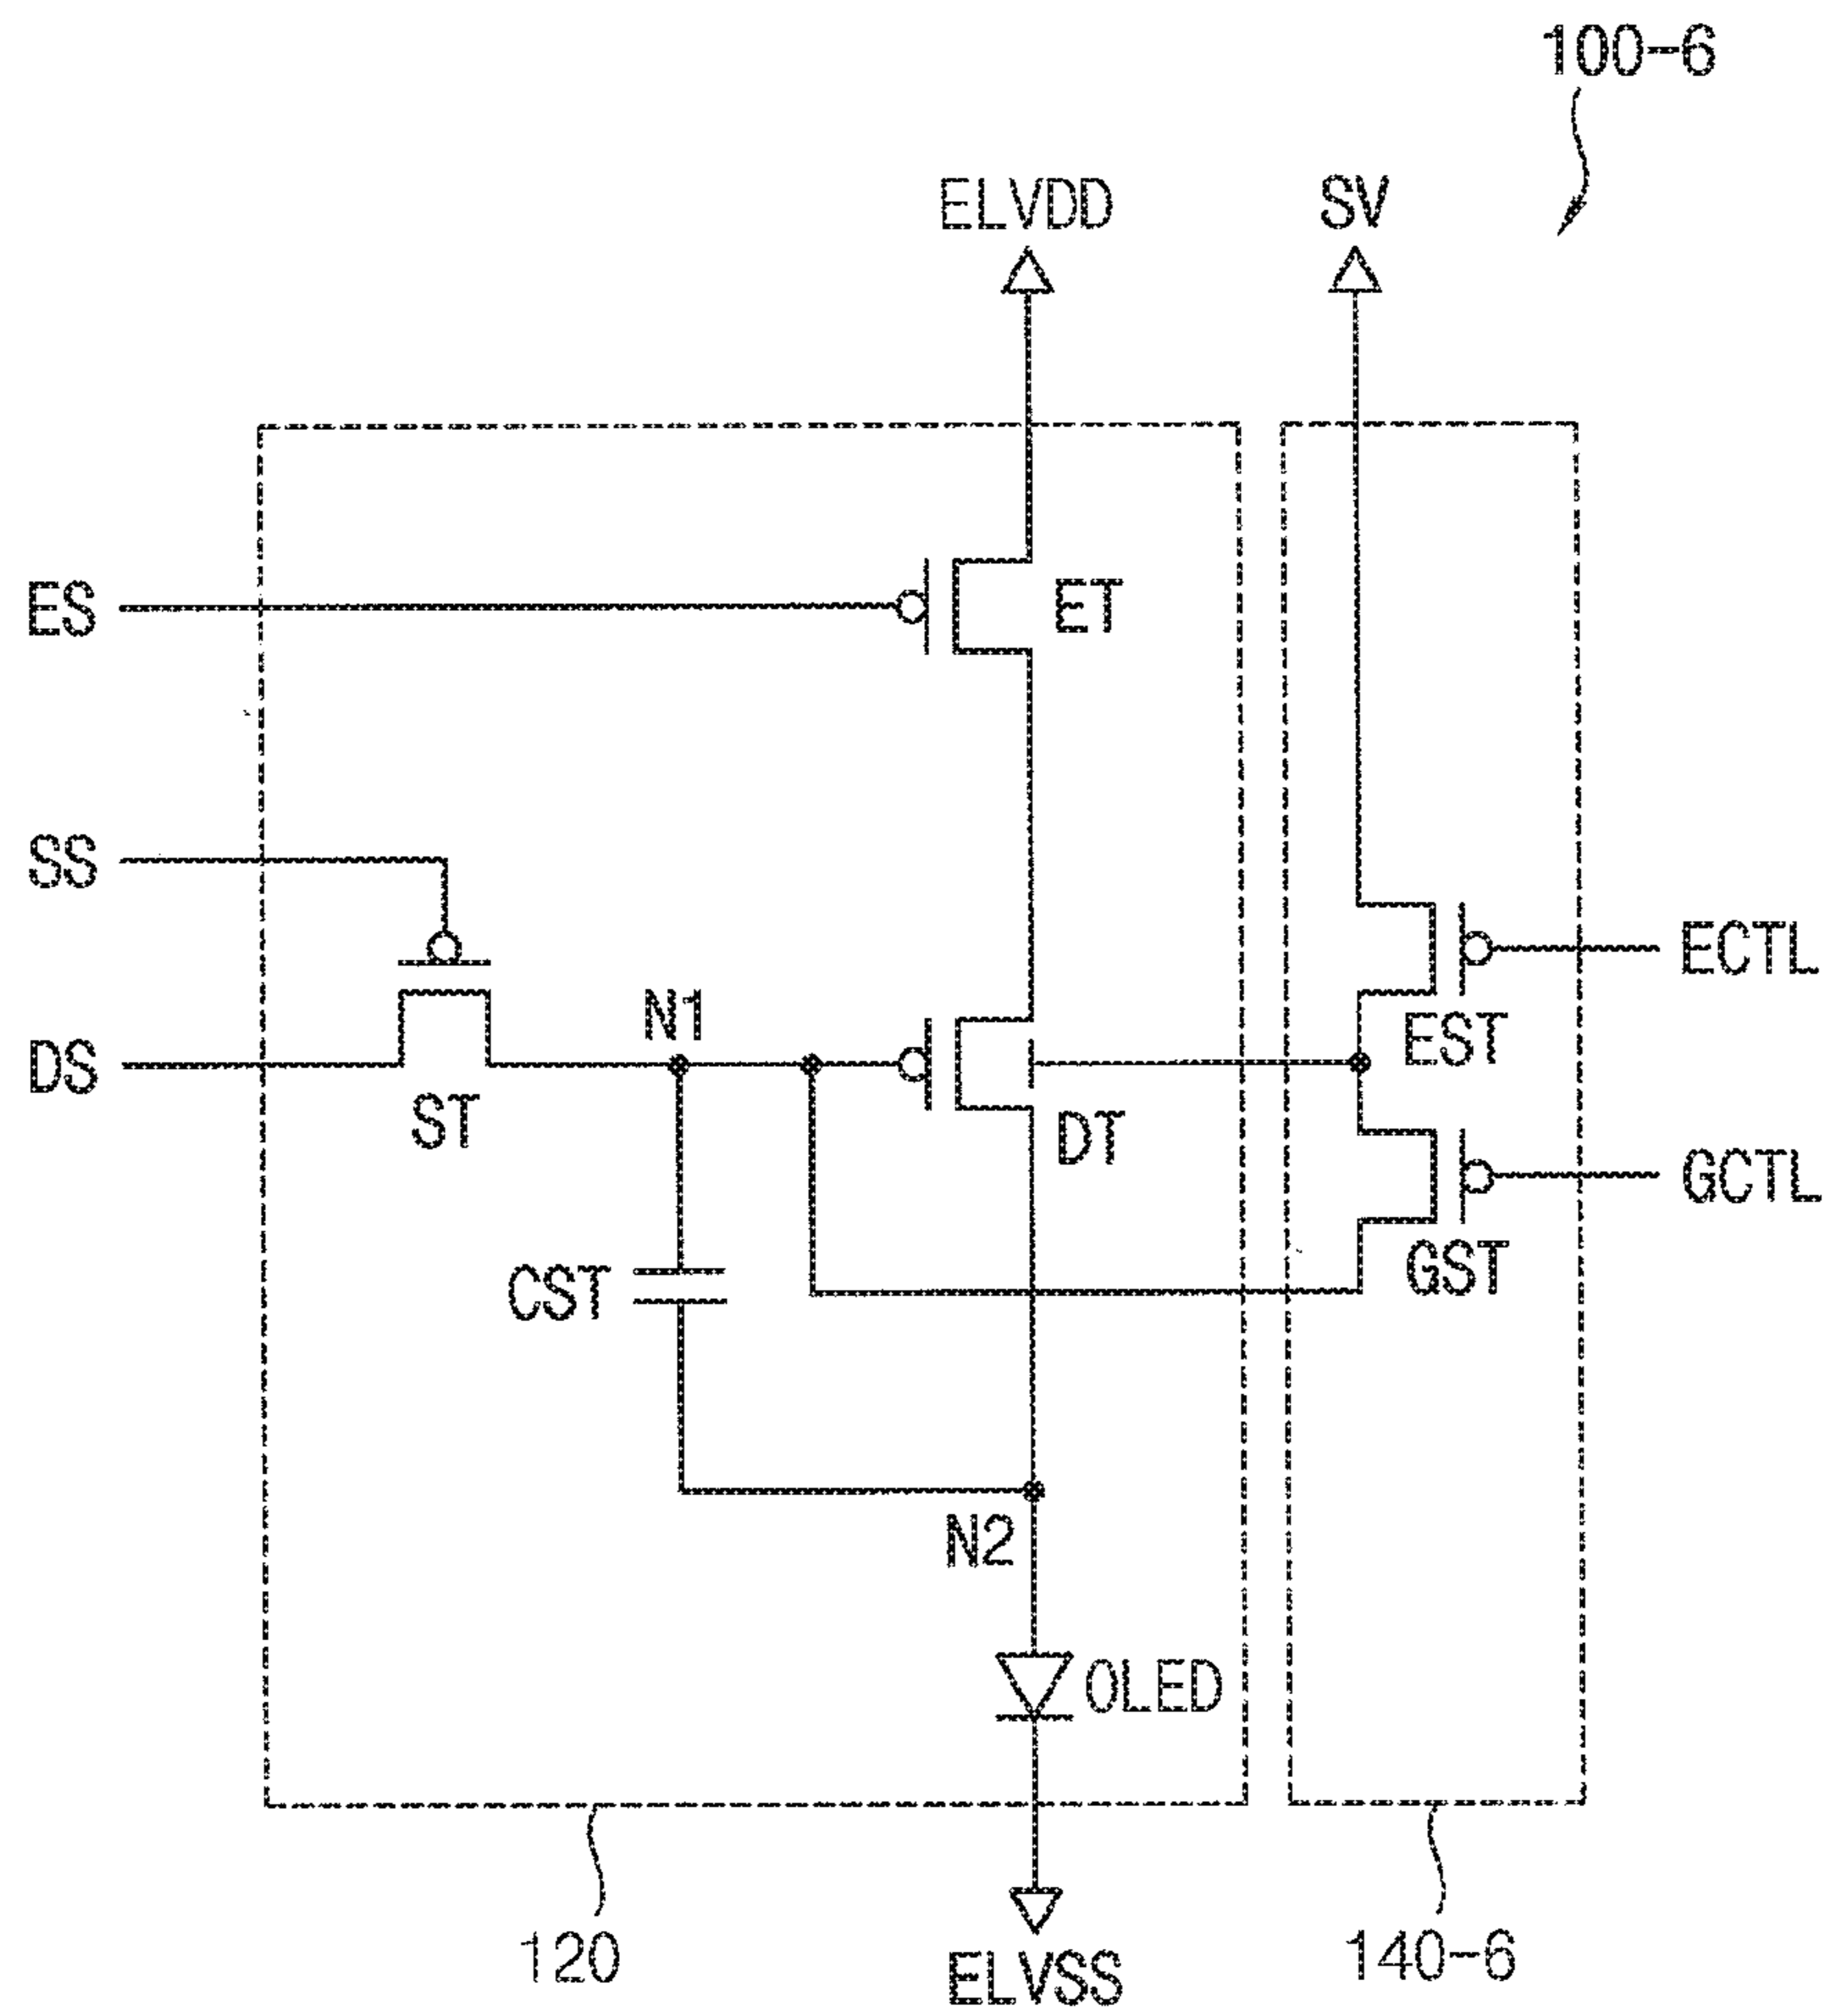 100-6
ELVDD
SV
ES
ET
SS
ECTL
N1
EST
DS
ST
DT
GCTL
CST
GST
N2
OLED
120
140-6
ELVSS